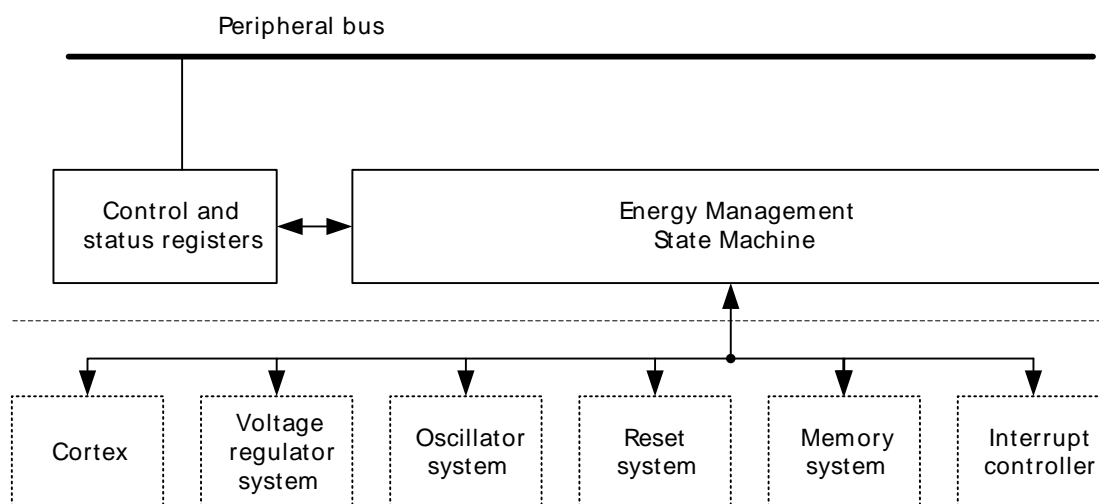 Peripheral bus
Control and
status registers
Energy Management
State Machine
Cortex
Voltage
regulator
system
Oscillator
system
Reset
system
Memory
system
Interrupt
controller